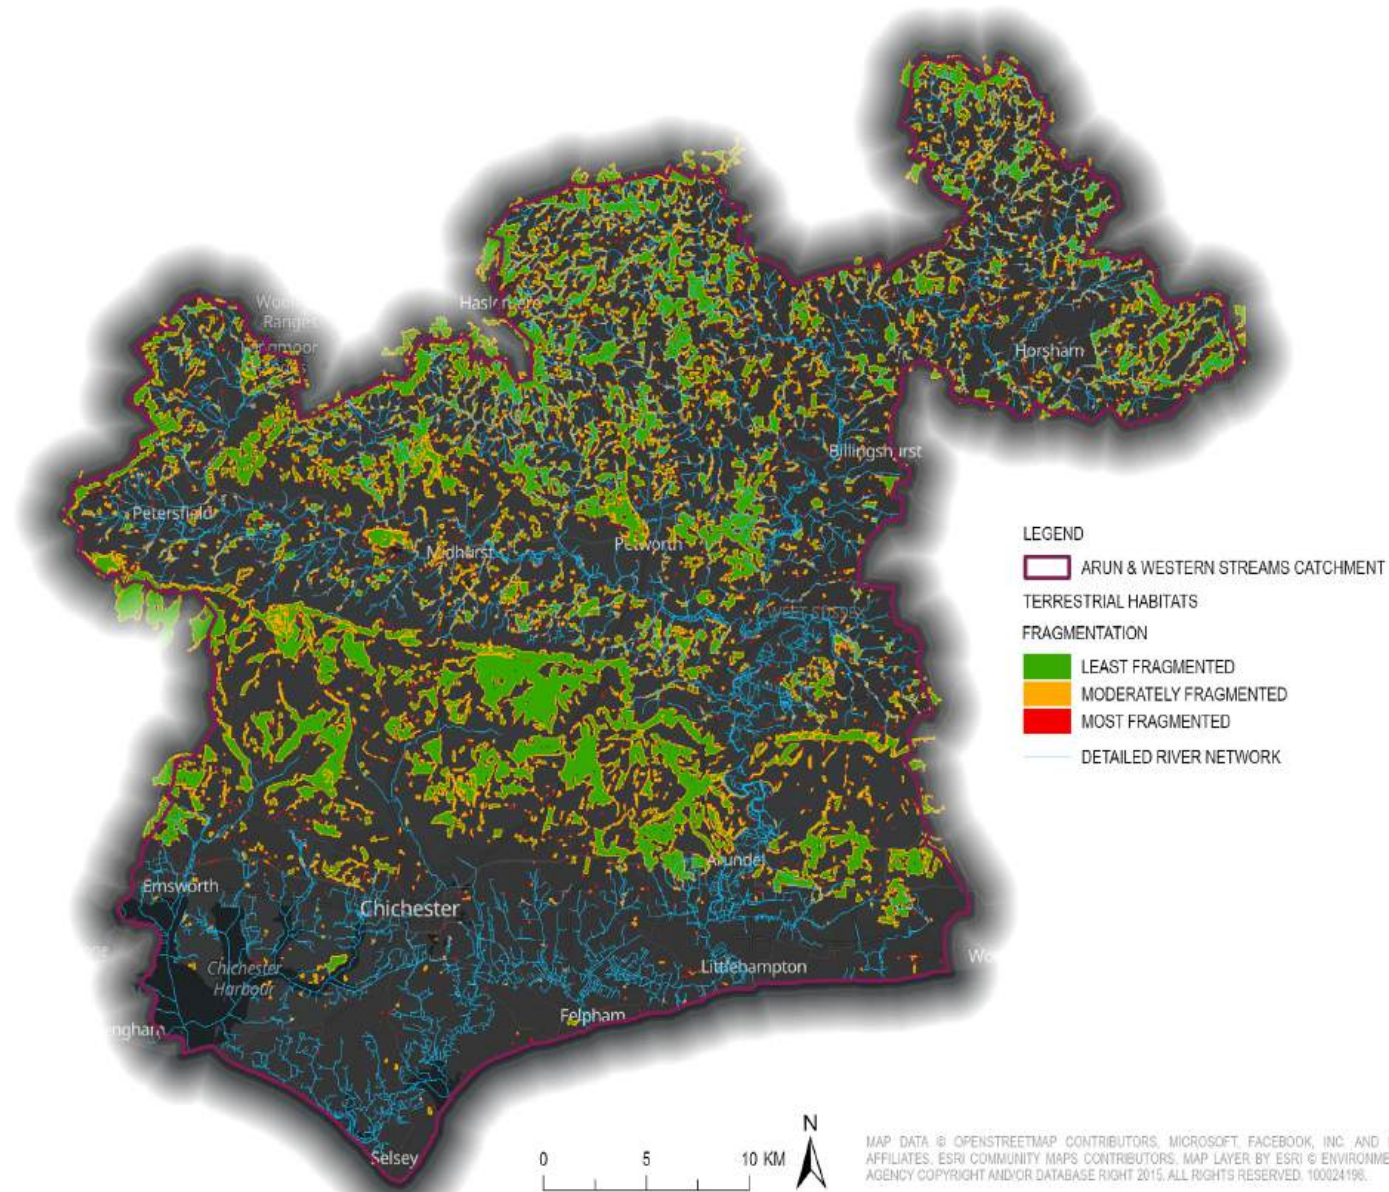 Ranges
Horsham
Billingshurst
Petersfield
Midhurst
Petworth
LEGEND
ARUN & WESTERN STREAMS CATCHMENT
TERRESTRIAL HABITATS
FRAGMENTATION
LEAST FRAGMENTED
MODERATELY FRAGMENTED
MOST FRAGMENTED
DETAILED RIVER NETWORK
WEST SUSSEX
Arundel
Emsworth
Chichester
Chichester
Harbour
Littlehampton
Felpham
Selsey
N
0 5 10 KM
MAP DATA © OPENSTREETMAP CONTRIBUTORS, MICROSOFT, FACEBOOK, INC. AND
AFFILIATES, ESRI COMMUNITY MAPS CONTRIBUTORS, MAP LAYER BY ESRI © ENVIRONME
AGENCY COPYRIGHT AND/OR DATABASE RIGHT 2015. ALL RIGHTS RESERVED. 100024198.